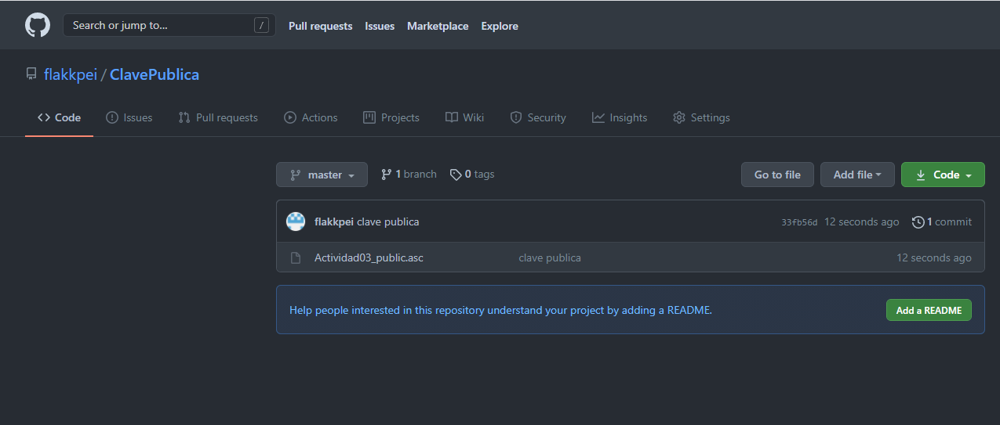 Search or jump to... / Pull requests Issues Marketplace Explore
flakkpei / ClavePublica
Code Issues Pull requests Actions Projects Wiki Security Insights Settings
master 1 branch 0 tags Go to file Add file Code
flakkpei clave publica 33fb56d 12 seconds ago 1 commit
Actividad03_public.asc clave publica 12 seconds ago
Help people interested in this repository understand your project by adding a README. Add a README